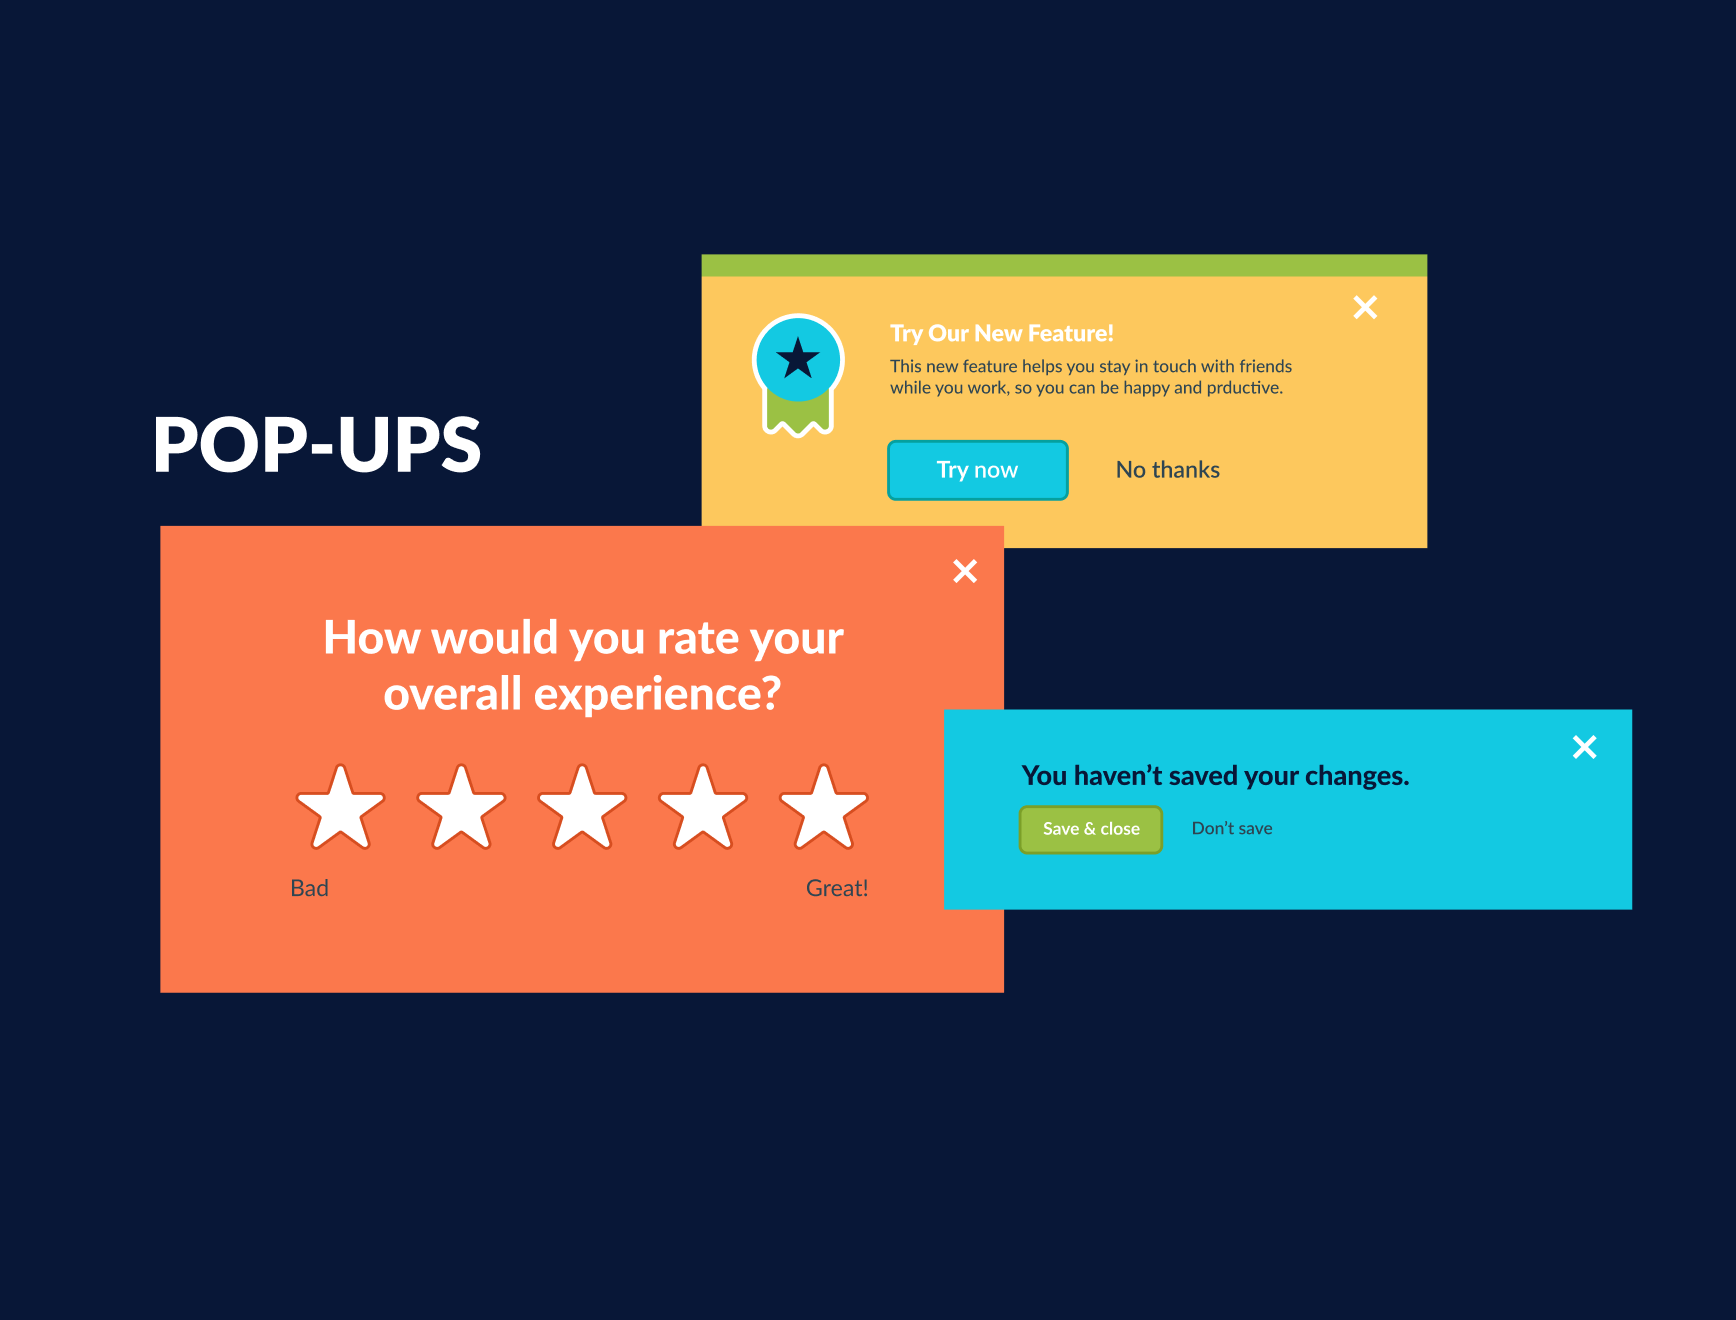 POP-UPS
Try Our New Feature!
This new feature helps you stay in touch with friends
while you work, so you can be happy and prductive.
Try now
No thanks
How would you rate your
overall experience?
Bad
Great!
You haven’t saved your changes.
Save & close
Don’t save